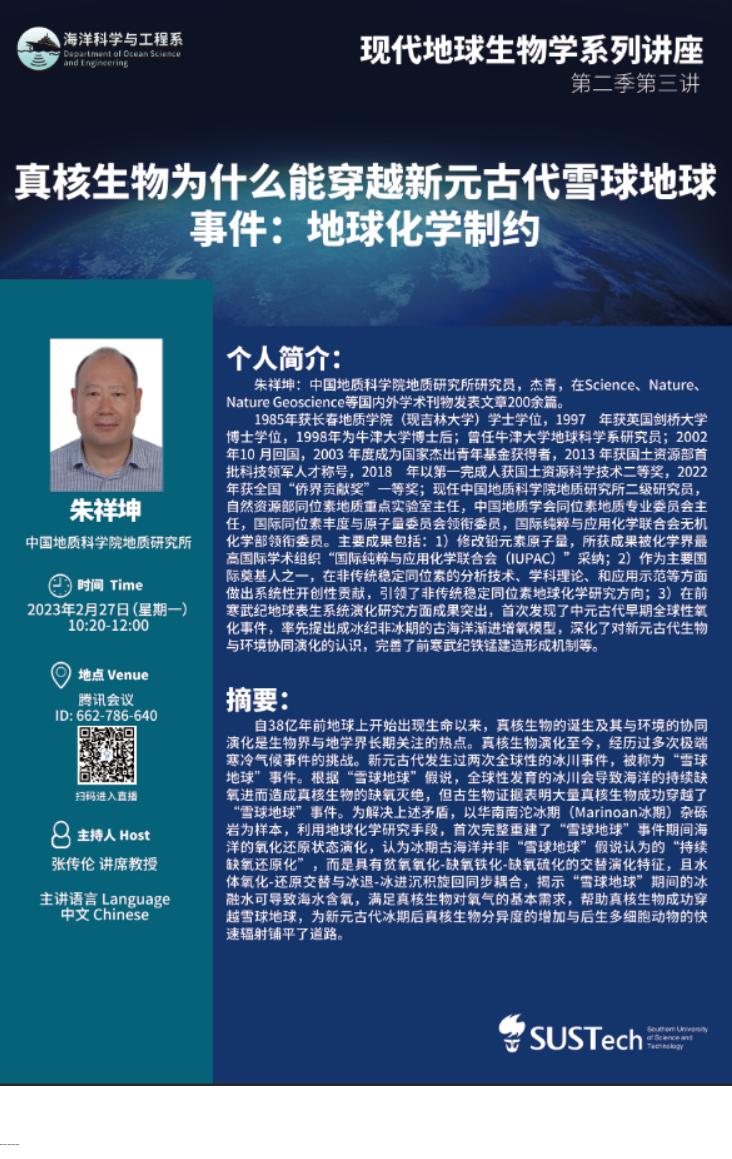 海洋科学与工程系
Department of Ocean Science
and Engineering
现代地球生物学系列讲座
第二季第三讲
真核生物为什么能穿越新元古代雪球地球
事件：地球化学制约
朱祥坤
中国地质科学院地质研究所
时间 Time
2023年2月27日（星期一）
10:20-12:00
地点 Venue
腾讯会议
ID: 662-786-640
扫码进入直播
主持人 Host
张传伦 讲席教授
主讲语言 Language
中文 Chinese
个人简介：
朱祥坤：中国地质科学院地质研究所研究员，杰青，在Science、Nature、
Nature Geoscience等国内外学术刊物发表文章200余篇。
1985年获长春地质学院（现吉林大学）学士学位，1997 年获英国剑桥大学
博士学位，1998年为牛津大学博士后；曾任牛津大学地球科学系研究员；2002
年10 月回国，2003 年度成为国家杰出青年基金获得者，2013 年获国土资源部首
批科技领军人才称号，2018 年以第一完成人获国土资源科学技术二等奖，2022
年获全国“侨界贡献奖”一等奖；现任中国地质科学院地质研究所二级研究员，
自然资源部同位素地质重点实验室主任，中国地质学会同位素地质专业委员会主
任，国际同位素丰度与原子量委员会领衔委员，国际纯粹与应用化学联合会无机
化学部领衔委员。主要成果包括：1）修改铅元素原子量，所获成果被化学界最
高国际学术组织“国际纯粹与应用化学联合会（IUPAC）”采纳；2）作为主要国
际奠基人之一，在非传统稳定同位素的分析技术、学科理论、和应用示范等方面
做出系统性开创性贡献，引领了非传统稳定同位素地球化学研究方向；3）在前
寒武纪地球表生系统演化研究方面成果突出，首次发现了中元古代早期全球性氧
化事件，率先提出成冰纪非冰期的古海洋渐进增氧模型，深化了对新元古代生物
与环境协同演化的认识，完善了前寒武纪铁锰建造形成机制等。
摘要：
自38亿年前地球上开始出现生命以来，真核生物的诞生及其与环境的协同
演化是生物界与地学界长期关注的热点。真核生物演化至今，经历过多次极端
寒冷气候事件的挑战。新元古代发生过两次全球性的冰川事件，被称为“雪球
地球”事件。根据“雪球地球”假说，全球性发育的冰川会导致海洋的持续缺
氧进而造成真核生物的缺氧灭绝，但古生物证据表明大量真核生物成功穿越了
“雪球地球”事件。为解决上述矛盾，以华南南沱冰期（Marinoan冰期）杂砾
岩为样本，利用地球化学研究手段，首次完整重建了“雪球地球”事件期间海
洋的氧化还原状态演化，认为冰期古海洋并非“雪球地球”假说认为的“持续
缺氧还原化”，而是具有贫氧氧化-缺氧铁化-缺氧硫化的交替演化特征，且水
体氧化-还原交替与冰退-冰进沉积旋回同步耦合，揭示“雪球地球”期间的冰
融水可导致海水含氧，满足真核生物对氧气的基本需求，帮助真核生物成功穿
越雪球地球，为新元古代冰期后真核生物分异度的增加与后生多细胞动物的快
速辐射铺平了道路。
SUSTech
Southern University
of Science and
Technology